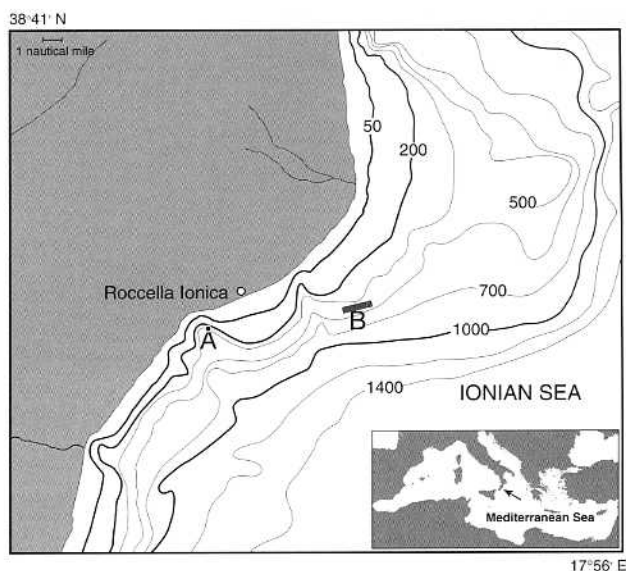 38°41' N
1 nautical mile
50
200
500
Roccella Ionica
700
B
A
1000
1400
IONIAN SEA
Mediterranean Sea
17°56' E